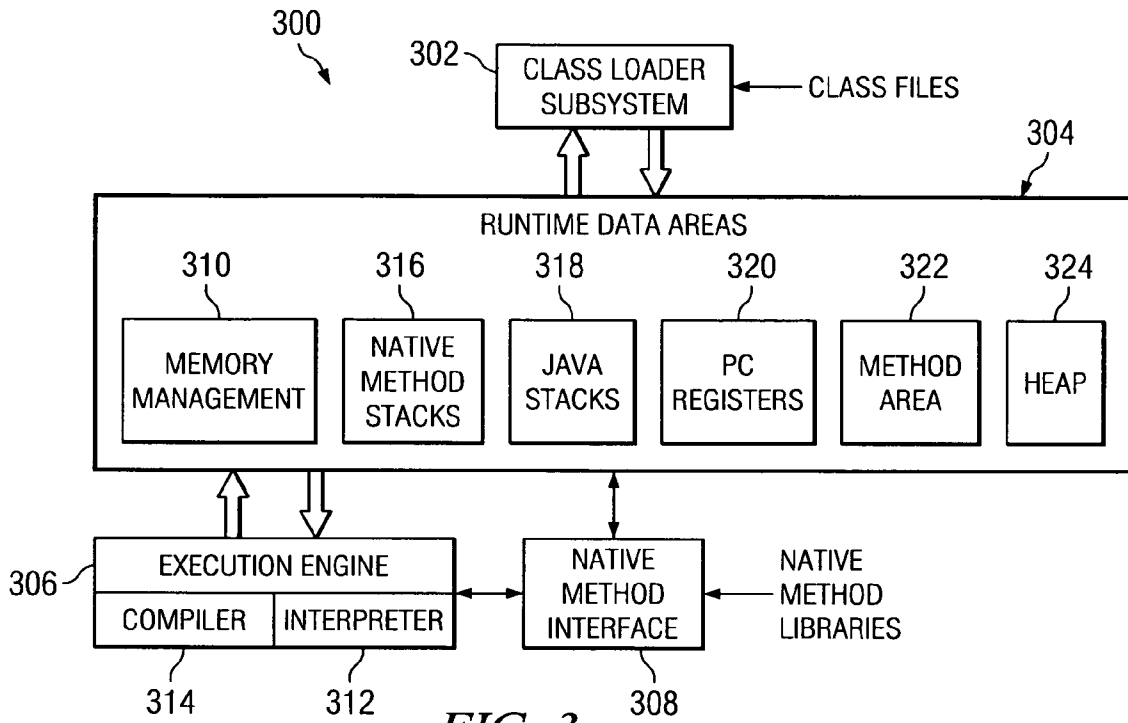 300
302
CLASS LOADER
SUBSYSTEM
CLASS FILES
304
RUNTIME DATA AREAS
310
316
318
320
322
324
MEMORY
MANAGEMENT
NATIVE
METHOD
STACKS
JAVA
STACKS
PC
REGISTERS
METHOD
AREA
HEAP
306
EXECUTION ENGINE
COMPILER
INTERPRETER
NATIVE
METHOD
INTERFACE
NATIVE
METHOD
LIBRARIES
314
312
308
FIG. 3